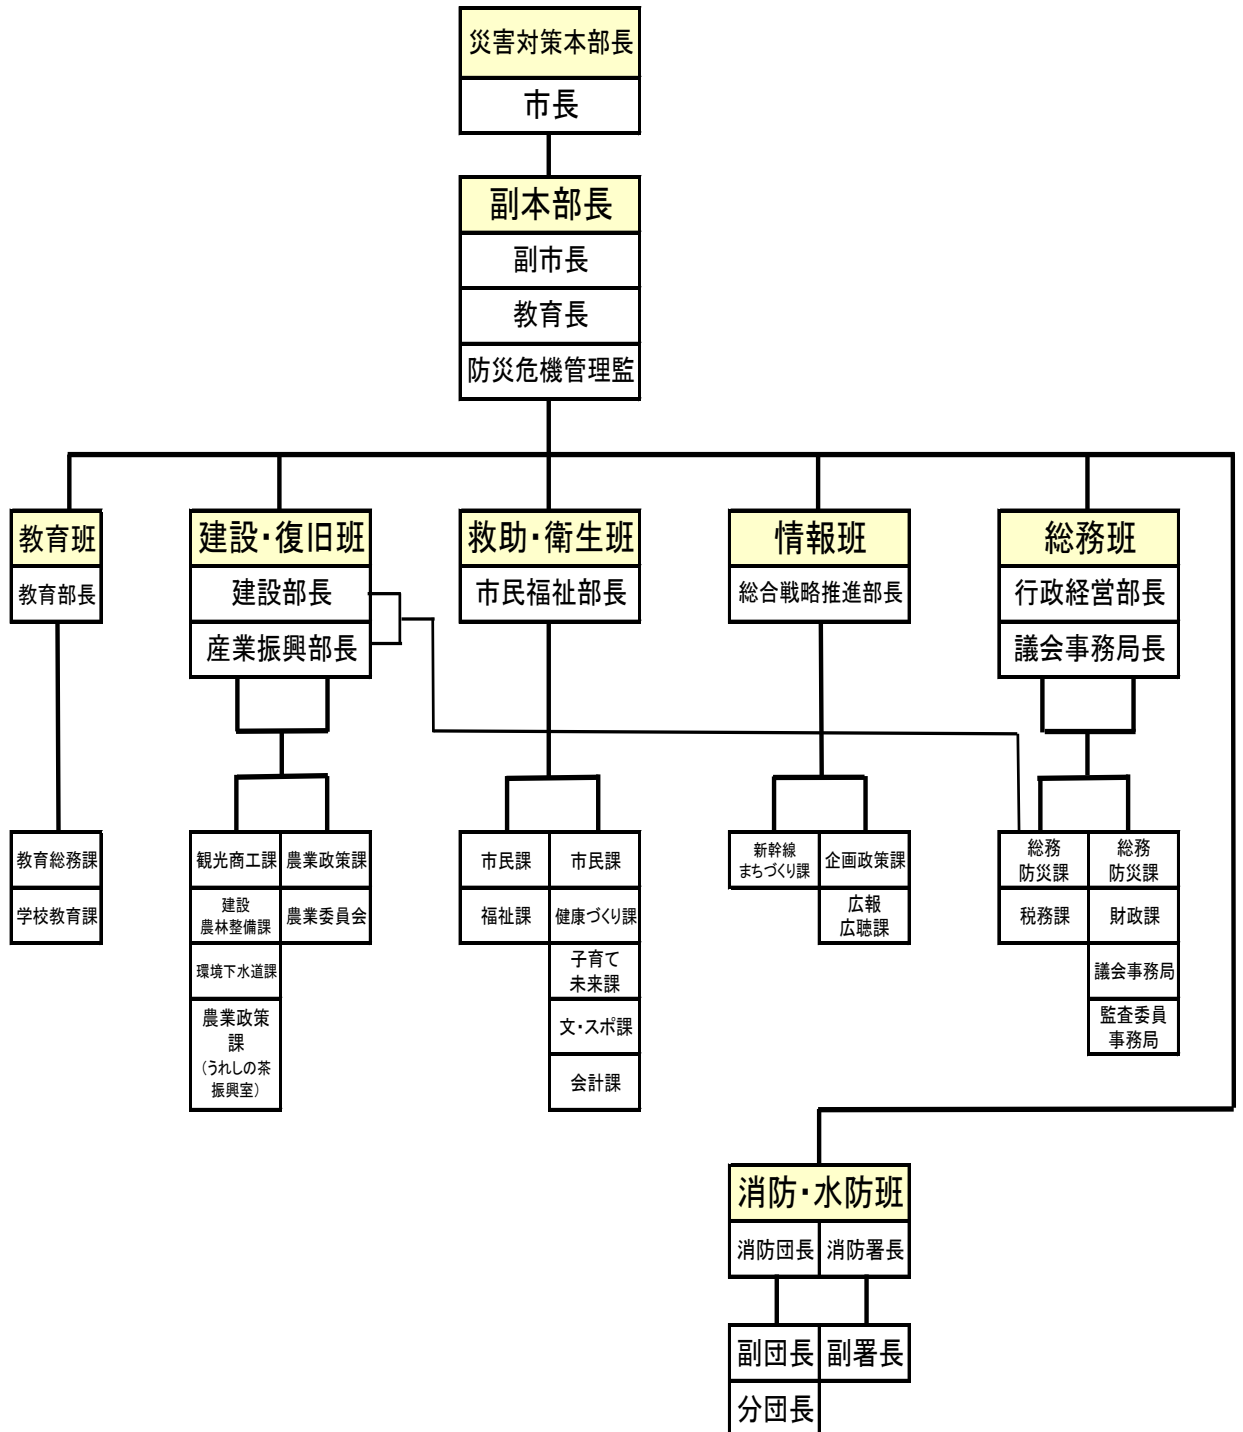 災害対策本部長
市長
副本部長
副市長
教育長
防災危機管理監
教育班
教育部長
教育総務課
学校教育課
建設・復旧班
建設部長
産業振興部長
観光商工課
建設
農林整備課
環境下水道課
農業政策
課
(うれしの茶
振興室)
農業政策課
農業委員会
救助・衛生班
市民福祉部長
市民課
福祉課
市民課
健康づくり課
子育て
未来課
文・スポ課
会計課
情報班
総合戦略推進部長
新幹線
まちづくり課
企画政策課
広報
広聴課
総務班
行政経営部長
議会事務局長
総務
防災課
税務課
総務
防災課
財政課
議会事務局
監査委員
事務局
消防・水防班
消防団長
消防署長
副団長
分団長
副署長